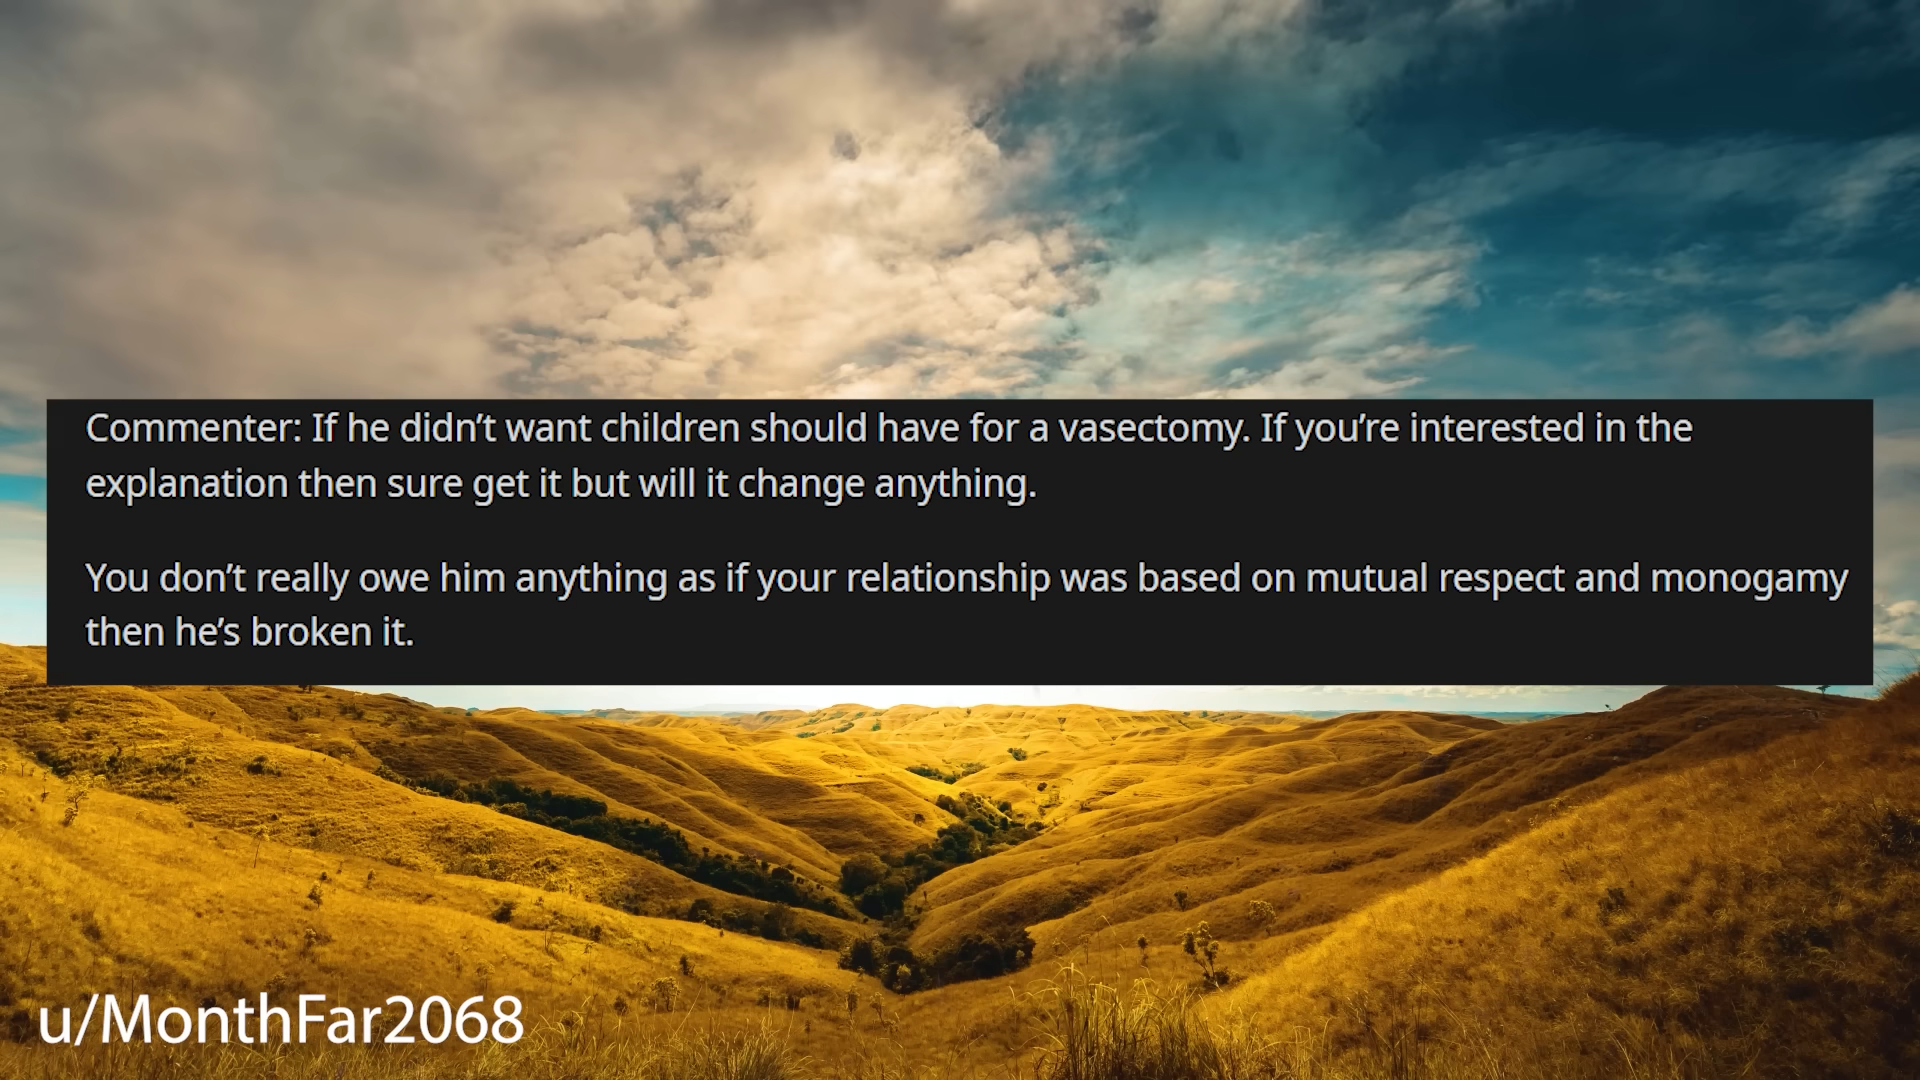 Commenter: If he didn’t want children should have for a vasectomy. If you’re interested in the
explanation then sure get it but will it change anything.
You don’t really owe him anything as if your relationship was based on mutual respect and monogamy
then he’s broken it.
u/MonthFar2068